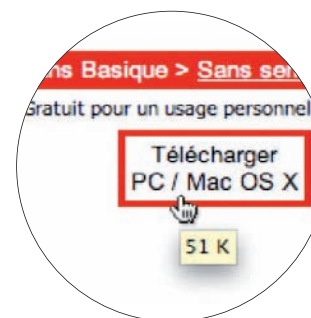 ns Basique > Sans ser
Gratuit pour un usage personnel
Télécharger
PC / Mac OS X
51 K